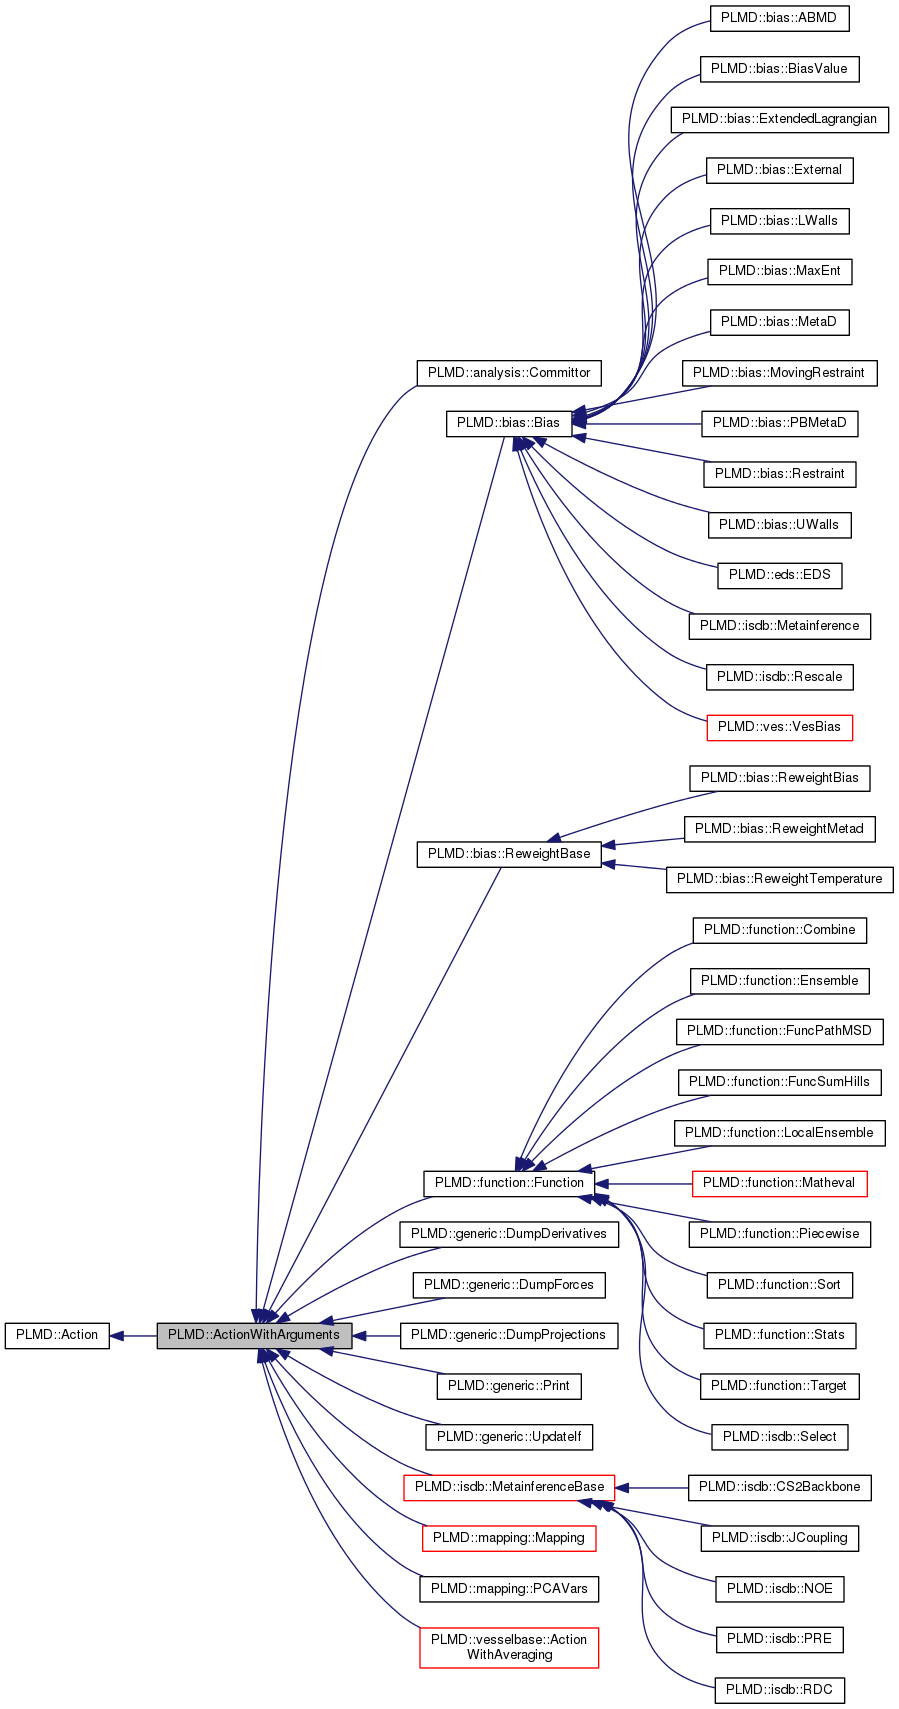 PLMD::bias::ABMD
PLMD::bias::BiasValue
PLMD::bias::ExtendedLagrangian
PLMD::bias::External
PLMD::bias::LWalls
PLMD::bias::MaxEnt
PLMD::bias::MetaD
PLMD::analysis::Committor
PLMD::bias::MovingRestraint
PLMD::bias::Bias
PLMD::bias::PBMetaD
PLMD::bias::Restraint
PLMD::bias::UWalls
PLMD::eds::EDS
PLMD::isdb::Metainference
PLMD::isdb::Rescale
PLMD::ves::VesBias
PLMD::bias::ReweightBias
PLMD::bias::ReweightMetad
PLMD::bias::ReweightBase
PLMD::bias::ReweightTemperature
PLMD::function::Combine
PLMD::function::Ensemble
PLMD::function::FuncPathMSD
PLMD::function::FuncSumHills
PLMD::function::LocalEnsemble
PLMD::function::Function
PLMD::function::Matheval
PLMD::generic::DumpDerivatives
PLMD::function::Piecewise
PLMD::generic::DumpForces
PLMD::function::Sort
PLMD::Action
PLMD::ActionWithArguments
PLMD::generic::DumpProjections
PLMD::function::Stats
PLMD::generic::Print
PLMD::function::Target
PLMD::generic::UpdateIf
PLMD::isdb::Select
PLMD::isdb::MetainferenceBase
PLMD::isdb::CS2Backbone
PLMD::mapping::Mapping
PLMD::isdb::JCoupling
PLMD::mapping::PCAVars
PLMD::isdb::NOE
PLMD::vesselbase::Action
WithAveraging
PLMD::isdb::PRE
PLMD::isdb::RDC